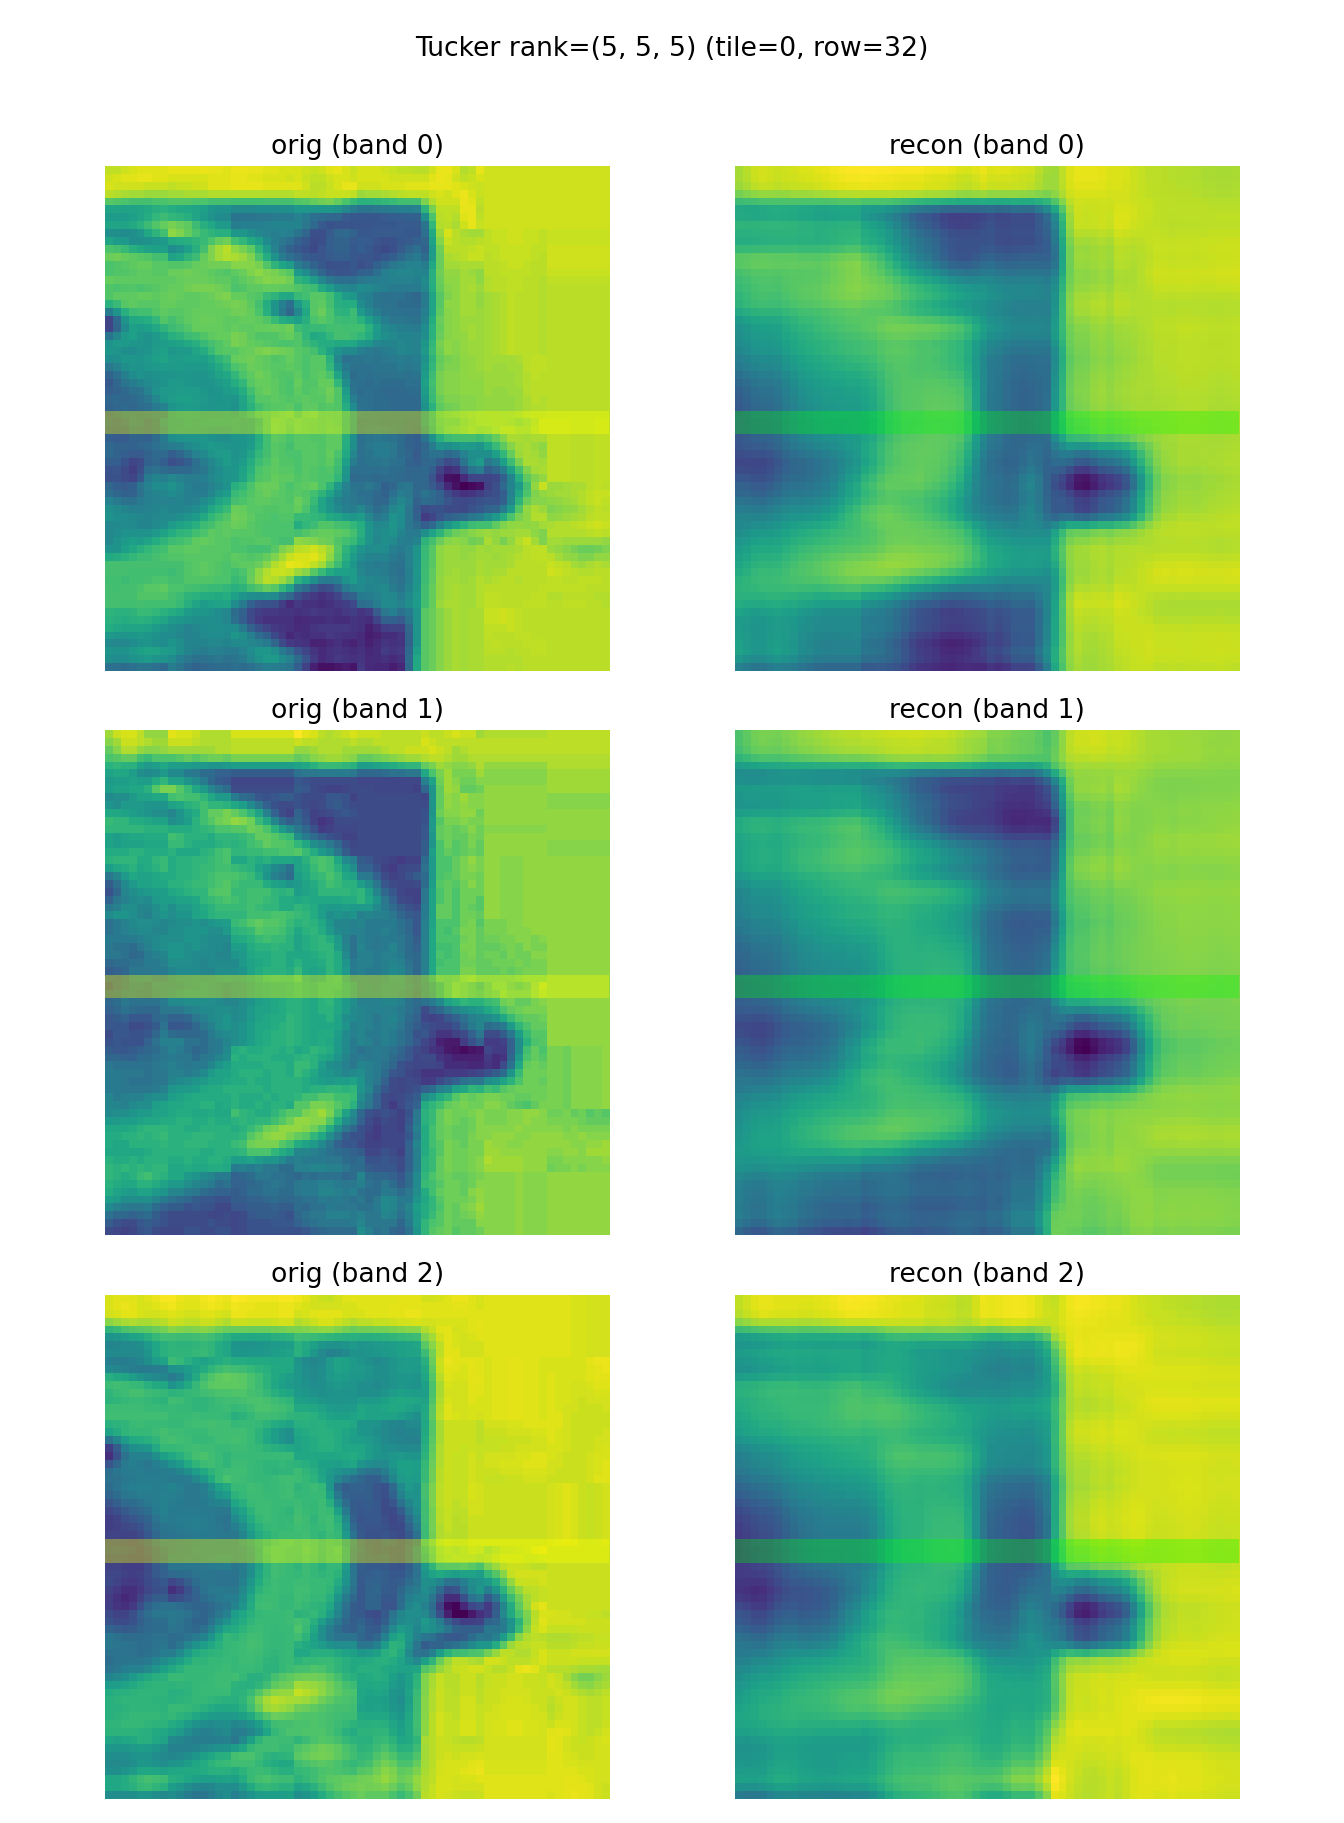 Tucker rank=(5, 5, 5) (tile=0, row=32)
orig (band 0)
recon (band 0)
orig (band 1)
recon (band 1)
orig (band 2)
recon (band 2)